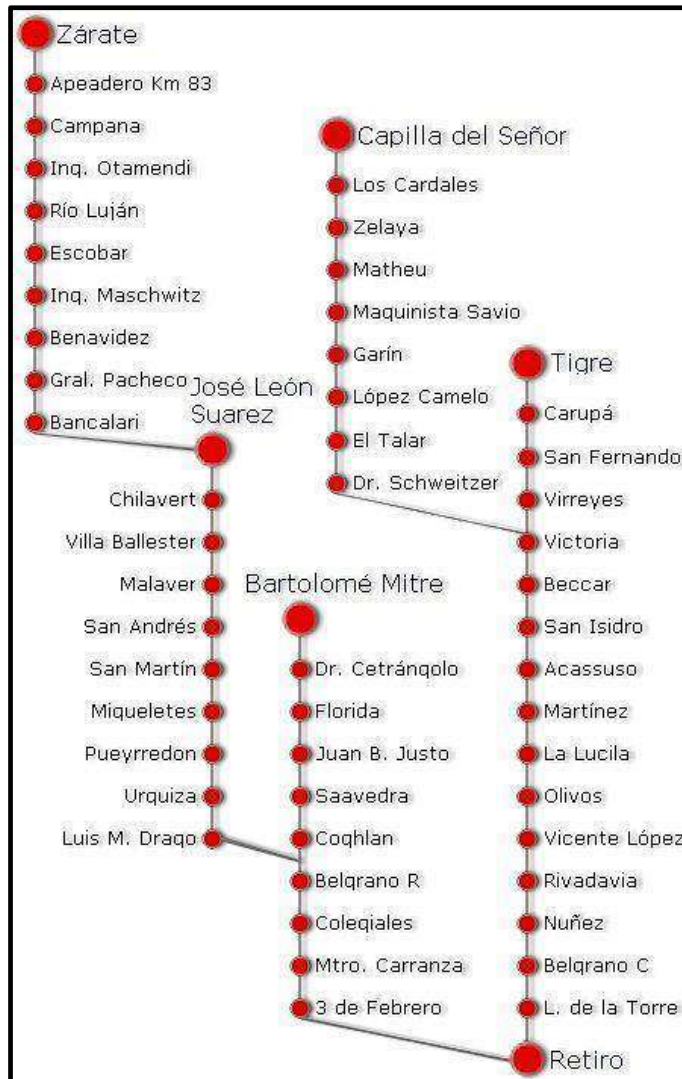 Zárate
Apeadero Km 83
Campana
Ing. Otamendi
Río Luján
Escobar
Ing. Maschwitz
Benavidez
Gral. Pacheco
Bancalari
José León
Suarez
Chilavert
Villa Ballester
Malaver
San Andrés
San Martín
Migueletes
Pueyrredon
Urquiza
Luis M. Drago
Capilla del Señor
Los Cardales
Zelaya
Matheu
Maquinista Savio
Garín
López Camelo
El Talar
Dr. Schweitzer
Bartolomé Mitre
Dr. Cetrángolo
Florida
Juan B. Justo
Saavedra
Coghlan
Belgrano R
Colegiales
Mtro. Carranza
3 de Febrero
Tigre
Carupá
San Fernando
Virreyes
Victoria
Beccar
San Isidro
Acassuso
Martínez
La Lucila
Olivos
Vicente López
Rivadavia
Nuñez
Belgrano C
L. de la Torre
Retiro